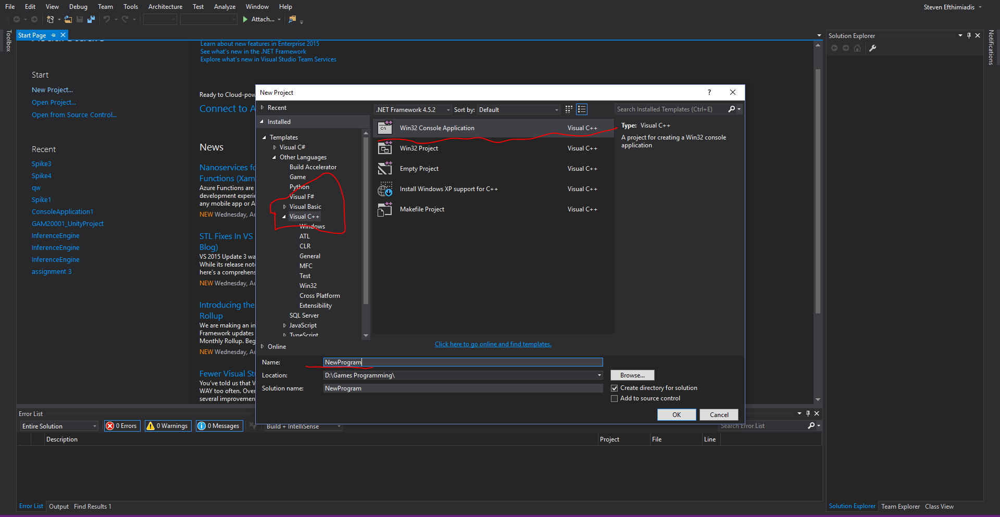 File Edit View Debug Team Tools Architecture Test Analyze Window Help
Steven Efthimiadis
Attach...
Toolbox
Start Page
Learn about new features in Enterprise 2015
See what's new in the .NET Framework
Explore what's new in Visual Studio Team Services
Start
New Project...
Open Project...
Open from Source Control...
Recent
Spike3
Spike4
qw
Spike1
ConsoleApplication1
GAM20001_UnityProject
InferenceEngine
InferenceEngine
InferenceEngine
assignment 3
Ready to Cloud-pow
Connect to A
News
Nanoservices fo
Functions (Xam
Azure Functions are
development experie
any mobile app or A
NEW Wednesday, Au
STL Fixes In VS
Blog)
VS 2015 Update 3 wa
While its release note
here's a comprehens
NEW Wednesday, Au
Introducing the
Rollup
We are making an in
Framework updates
Monthly Rollup. Beg
NEW Wednesday, Au
Fewer Visual Stu
You've told us that V
WAY too often. Over
several improvemen
New Project
?
Recent
Installed
.NET Framework 4.5.2
Sort by: Default
Search Installed Templates (Ctrl+E)
Templates
Visual C#
Other Languages
Build Accelerator
Game
Python
Visual F#
Visual Basic
Visual C++
Windows
ATL
CLR
General
MFC
Test
Win32
Cross Platform
Extensibility
SQL Server
JavaScript
TypeScript
Online
Win32 Console Application Visual C++
Win32 Project Visual C++
Empty Project Visual C++
Install Windows XP support for C++ Visual C++
Makefile Project Visual C++
Type: Visual C++
A project for creating a Win32 console
application
Click here to go online and find templates.
Name: NewProgram
Location: D:\Games Programming\
Browse...
Solution name: NewProgram
Create directory for solution
Add to source control
OK Cancel
Solution Explorer
Notifications
Error List
Entire Solution 0 Errors 0 Warnings 0 Messages Build + IntelliSense Search Error List
Description Project File Line
Error List Output Find Results 1
Solution Explorer Team Explorer Class View